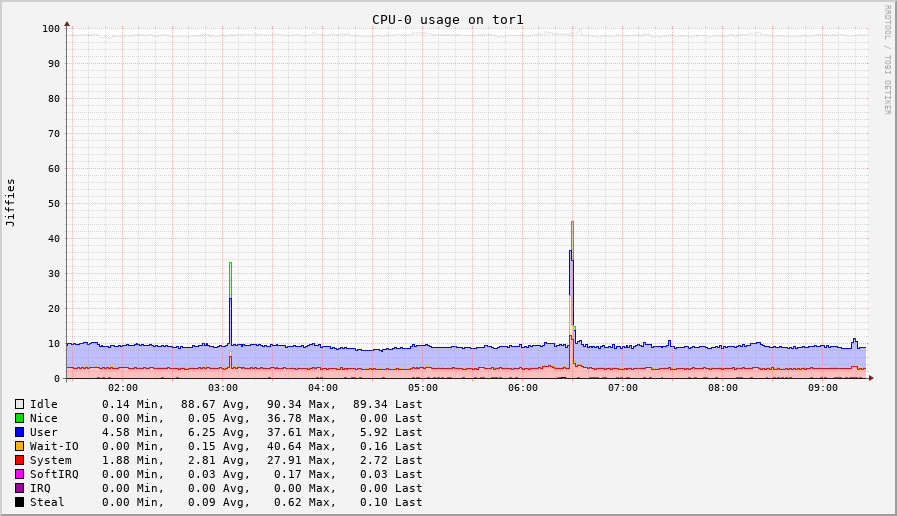 CPU-0 usage on tor1
RRDTOOL / TOBI OETIKER
Jiffies
100
90
80
70
60
50
40
30
20
10
0
02:00 03:00 04:00 05:00 06:00 07:00 08:00 09:00
Idle 0.14 Min, 88.67 Avg, 90.34 Max, 89.34 Last
Nice 0.00 Min, 0.05 Avg, 36.78 Max, 0.00 Last
User 4.58 Min, 6.25 Avg, 37.61 Max, 5.92 Last
Wait-IO 0.00 Min, 0.15 Avg, 40.64 Max, 0.16 Last
System 1.88 Min, 2.81 Avg, 27.91 Max, 2.72 Last
SoftIRQ 0.00 Min, 0.03 Avg, 0.17 Max, 0.03 Last
IRQ 0.00 Min, 0.00 Avg, 0.00 Max, 0.00 Last
Steal 0.00 Min, 0.09 Avg, 0.62 Max, 0.10 Last